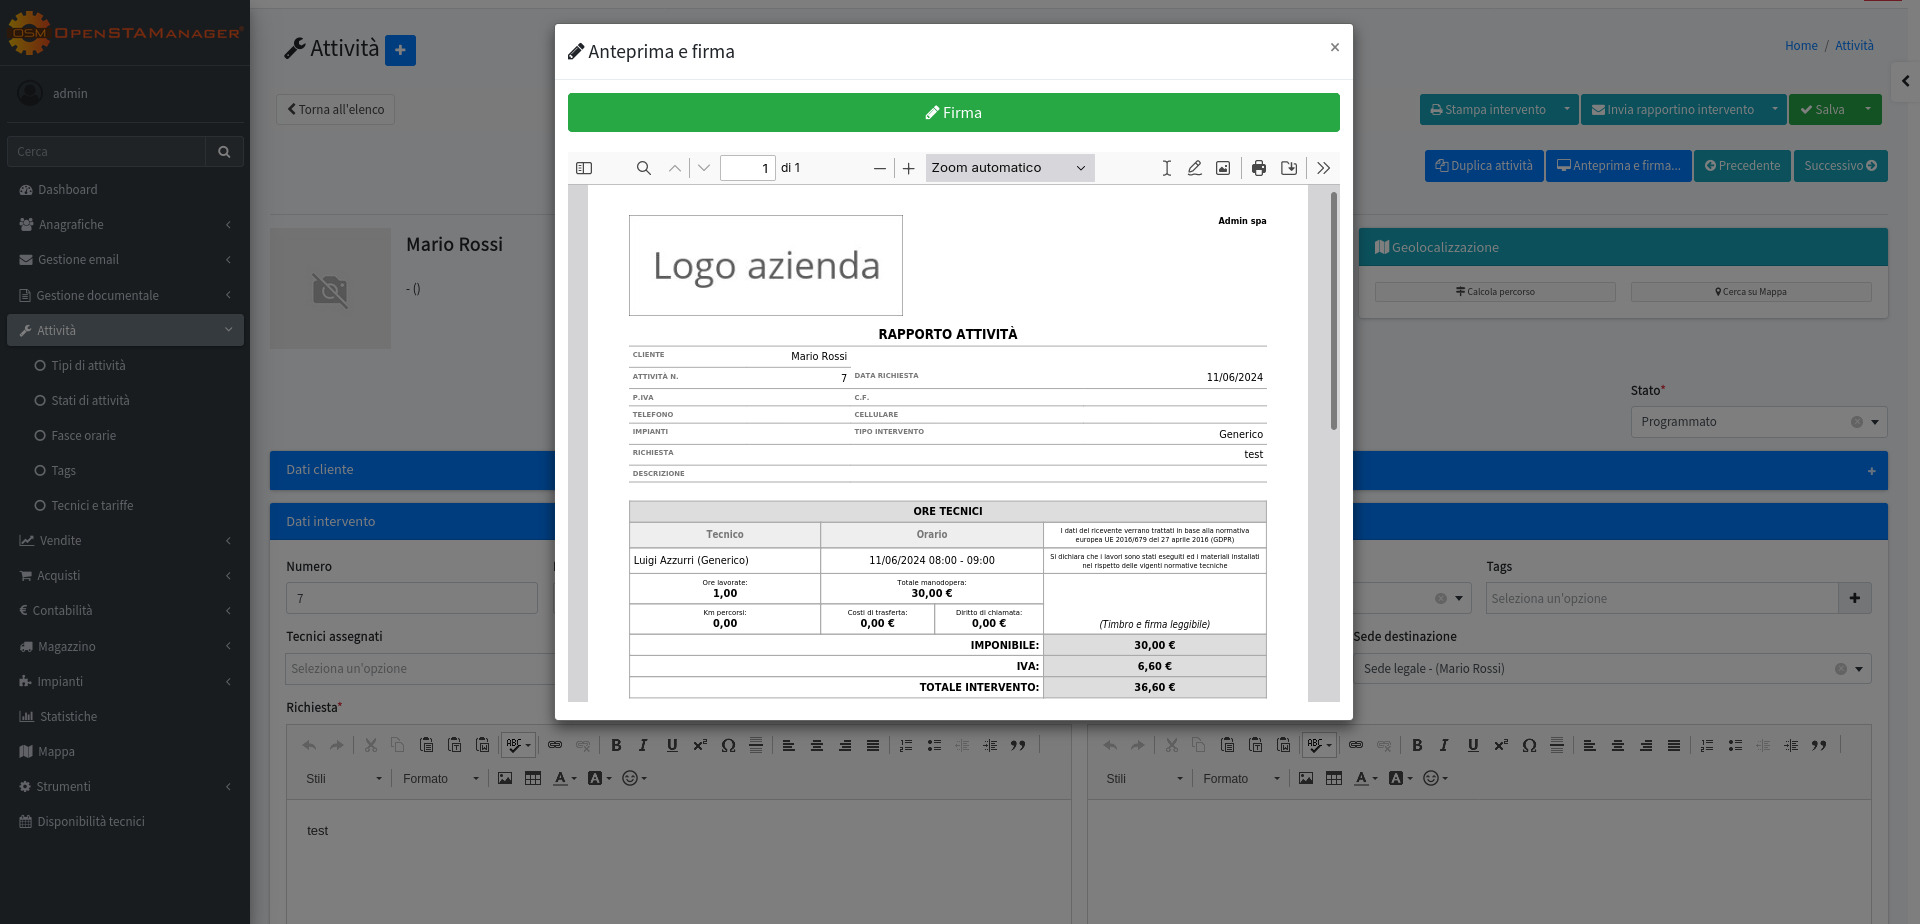 OSM OPENSTAMANAGER
admin
Cerca
Dashboard
Anagrafiche
Gestione email
Gestione documentale
Attività
Tipi di attività
Stati di attività
Fasce orarie
Tags
Tecnici e tariffe
Vendite
Acquisti
Contabilità
Magazzino
Impianti
Statistiche
Mappa
Strumenti
Disponibilità tecnici
Attività
Home / Attività
Torna all'elenco
Stampa intervento
Invia rapportino intervento
Salva
Duplica attività
Anteprima e firma...
Precedente
Successivo
Mario Rossi
- ()
Geolocalizzazione
Calcola percorso
Cerca su Mappa
Stato*
Programmato
Dati cliente
Dati intervento
Numero
7
Tags
Seleziona un'opzione
Tecnici assegnati
Seleziona un'opzione
Sede destinazione
Sede legale - (Mario Rossi)
Richiesta*
Stili
Formato
Stili
Formato
test
Anteprima e firma
×
Firma
1 di 1
Zoom automatico
Logo azienda
Admin spa
RAPPORTO ATTIVITÀ
CLIENTE Mario Rossi
ATTIVITÀ N. 7 DATA RICHIESTA 11/06/2024
P.IVA C.F.
TELEFONO CELLULARE
IMPIANTI TIPO INTERVENTO Generico
RICHIESTA test
DESCRIZIONE
ORE TECNICI
Tecnico Orario
I dati del ricevente verrano trattati in base alla normativa
europea UE 2016/679 del 27 aprile 2016 (GDPR)
Luigi Azzurri (Generico) 11/06/2024 08:00 - 09:00
Si dichiara che i lavori sono stati eseguiti ed i materiali installati
nel rispetto delle vigenti normative tecniche
Ore lavorate: Totale manodopera:
1,00 30,00 €
Km percorsi: Costi di trasferta: Diritto di chiamata:
0,00 0,00 € 0,00 €
(Timbro e firma leggibile)
IMPONIBILE: 30,00 €
IVA: 6,60 €
TOTALE INTERVENTO: 36,60 €